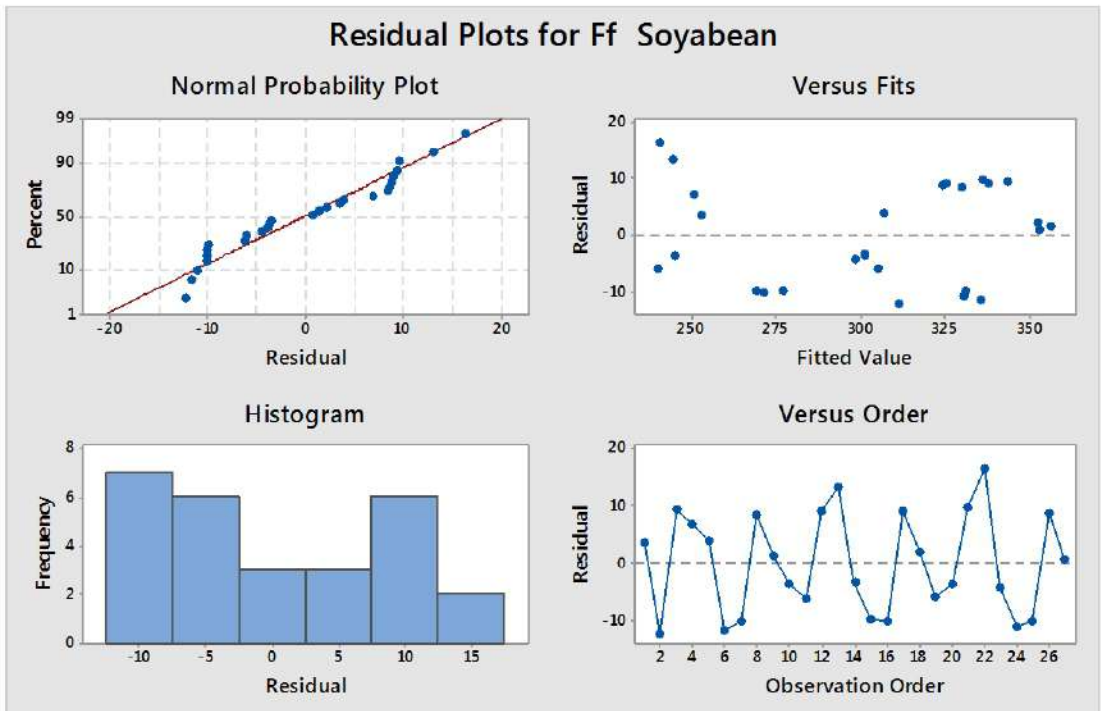 Residual Plots for Ff Soyabean
Normal Probability Plot
99
90
50
10
1
Percent
-20 -10 0 10 20
Residual
Versus Fits
20
10
0
-10
Residual
250 275 300 325 350
Fitted Value
Histogram
8
6
4
2
0
Frequency
-10 -5 0 5 10 15
Residual
Versus Order
20
10
0
-10
Residual
2 4 6 8 10 12 14 16 18 20 22 24 26
Observation Order